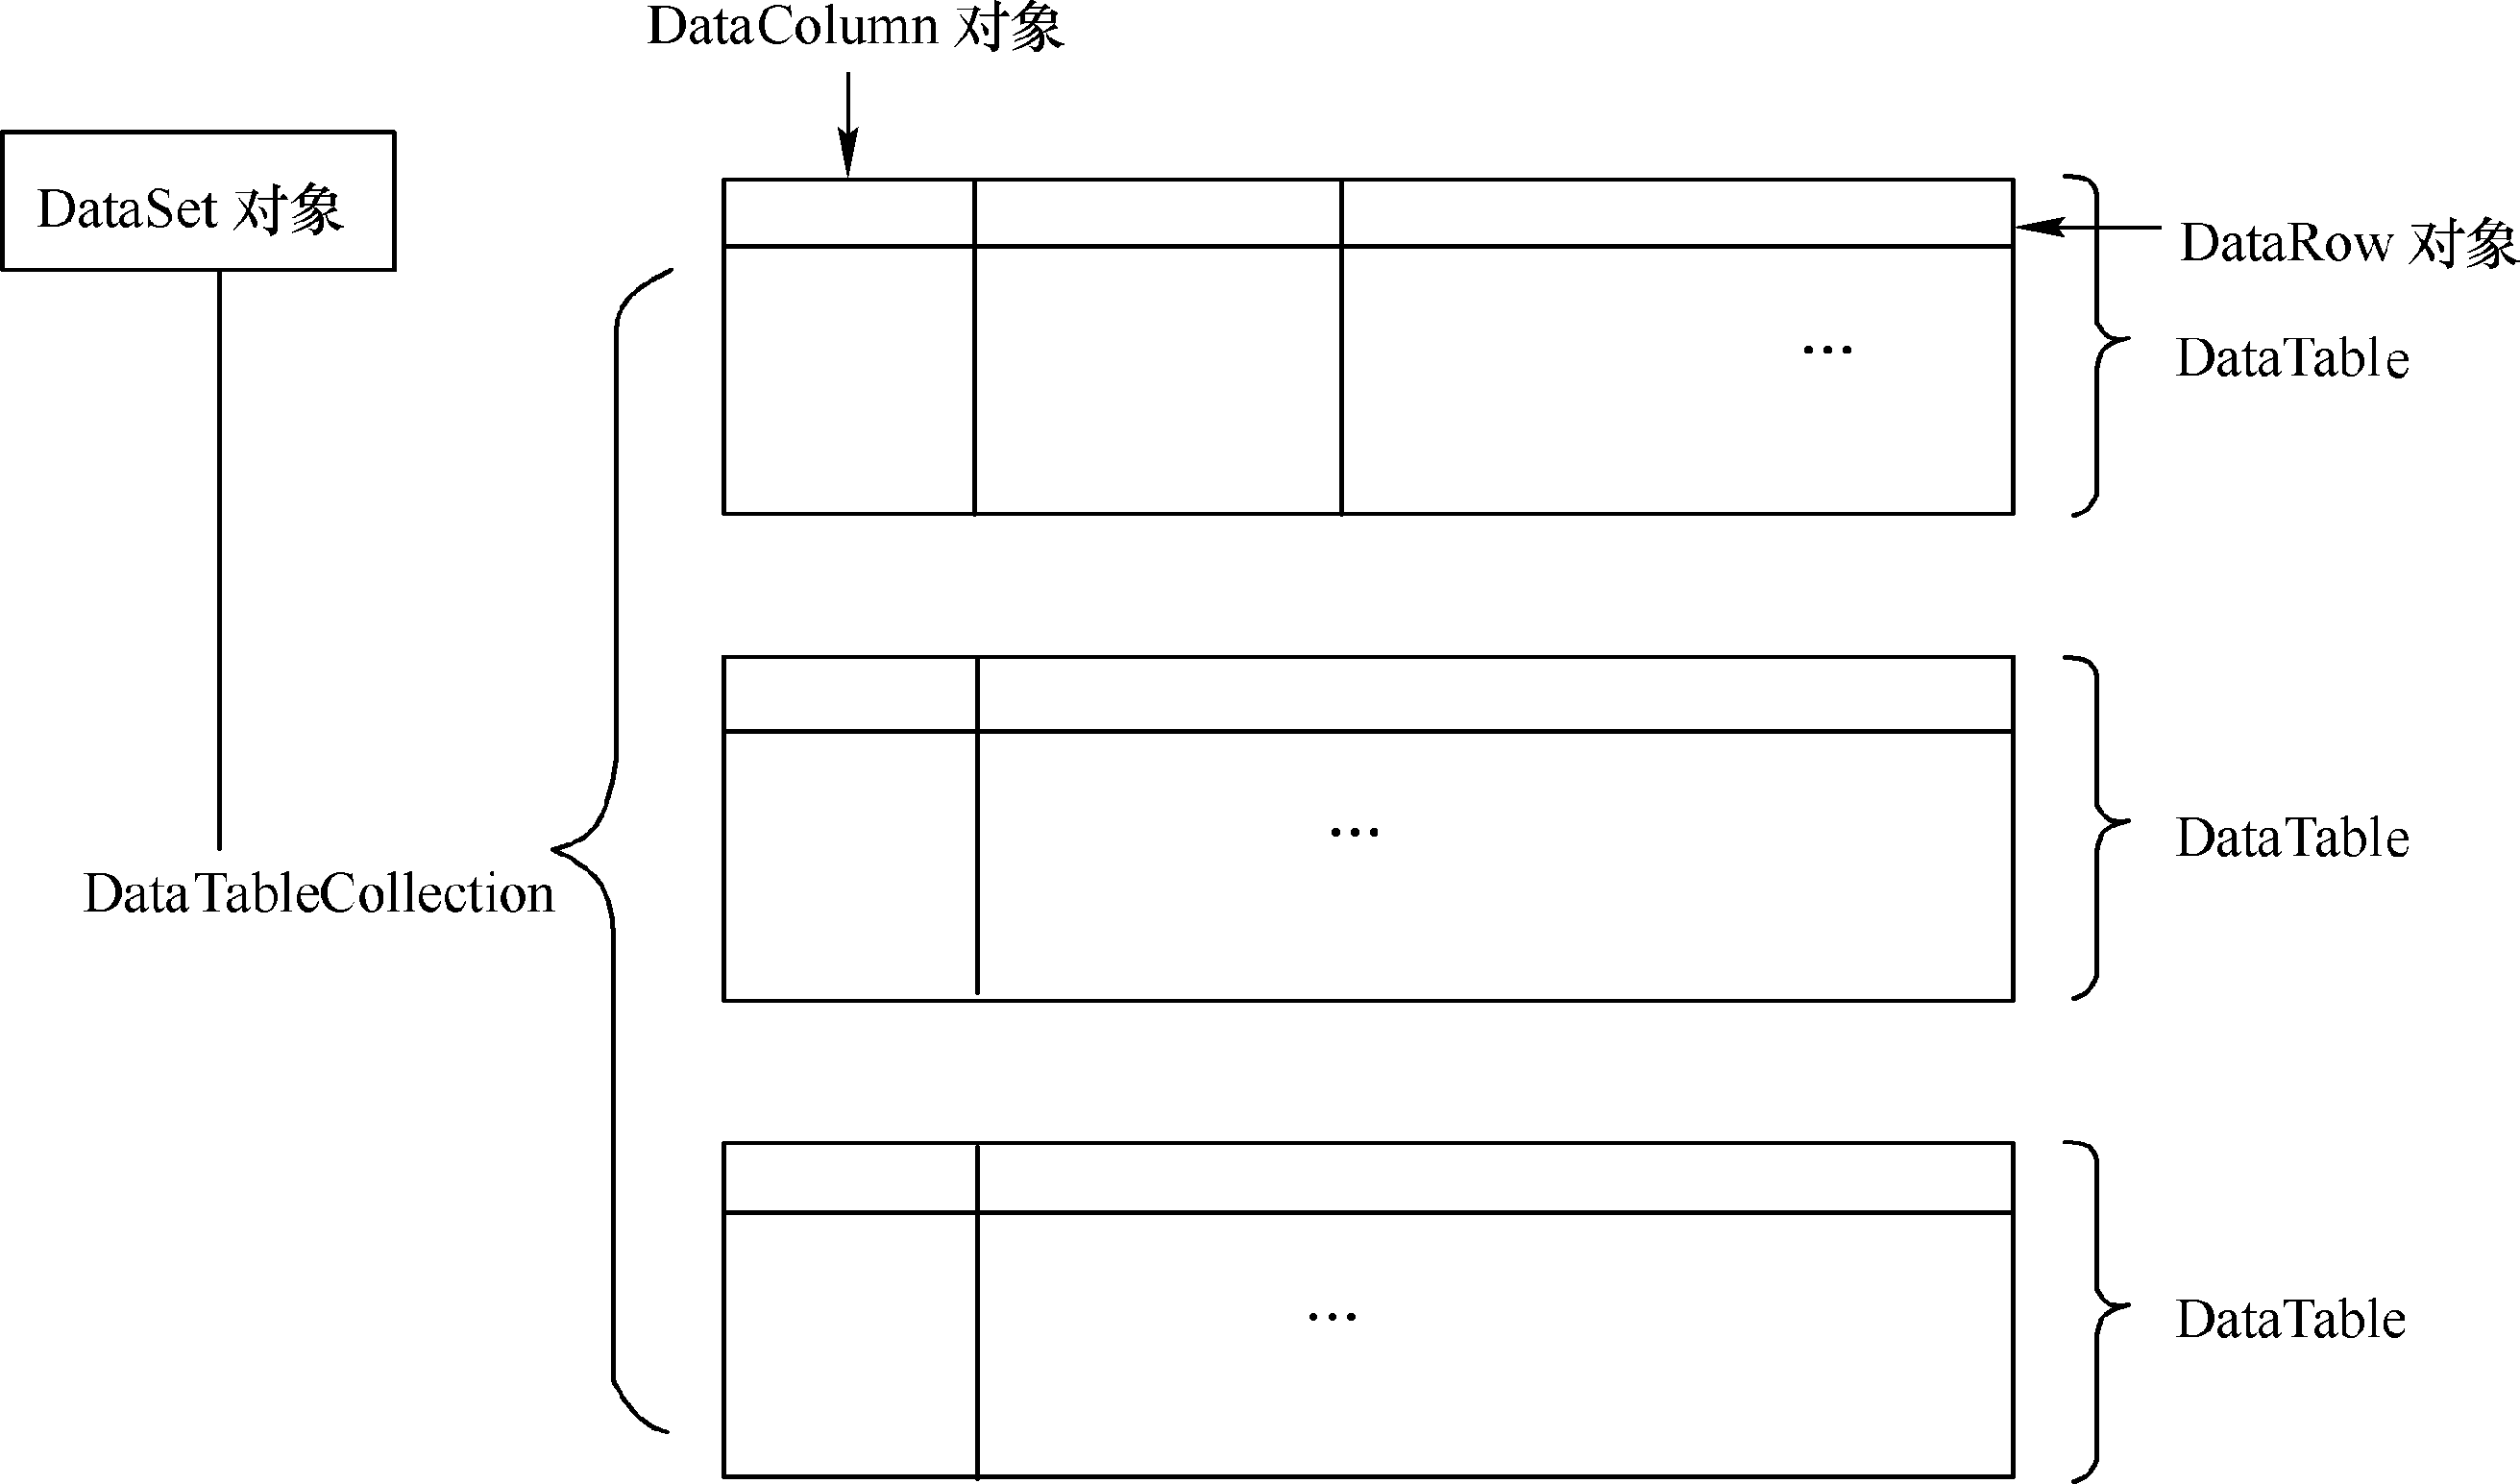 DataColumn 对象
DataSet 对象
DataRow 对象
...
DataTable
...
DataTable
DataTableCollection
...
DataTable